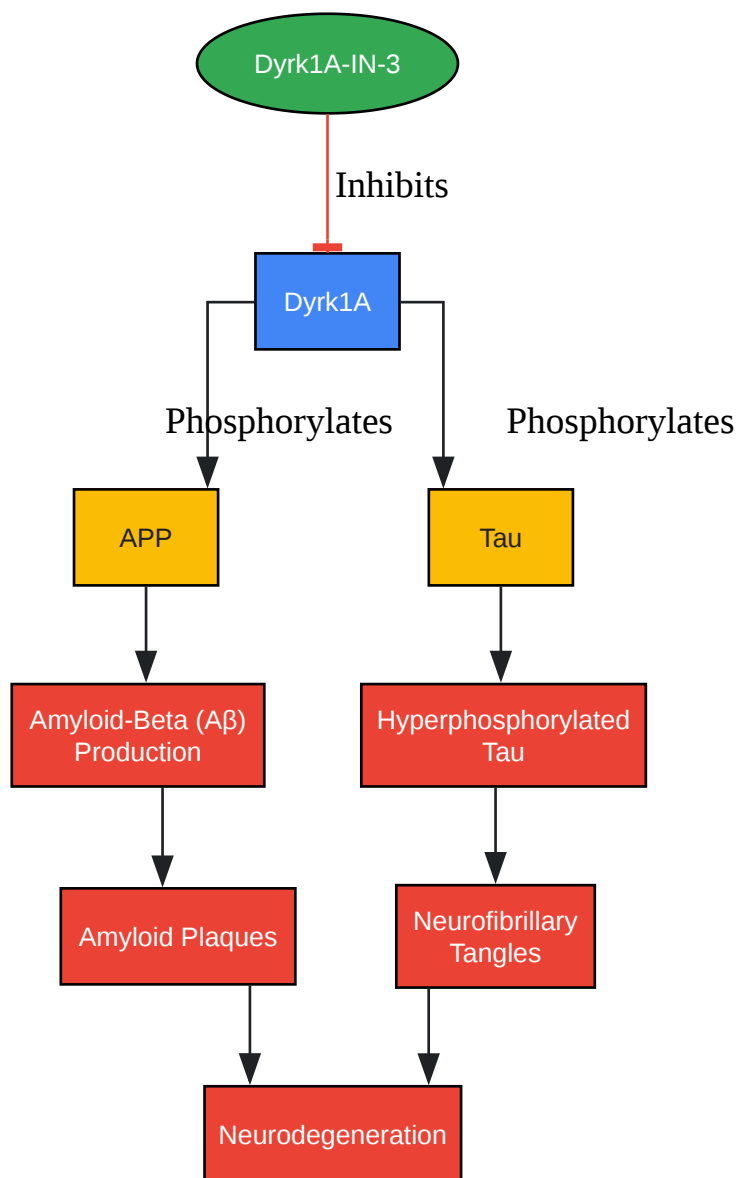 Dyrk1A-IN-3
Inhibits
Dyrk1A
Phosphorylates
Phosphorylates
APP
Tau
Amyloid-Beta (Aβ)
Production
Hyperphosphorylated
Tau
Amyloid Plaques
Neurofibrillary
Tangles
Neurodegeneration